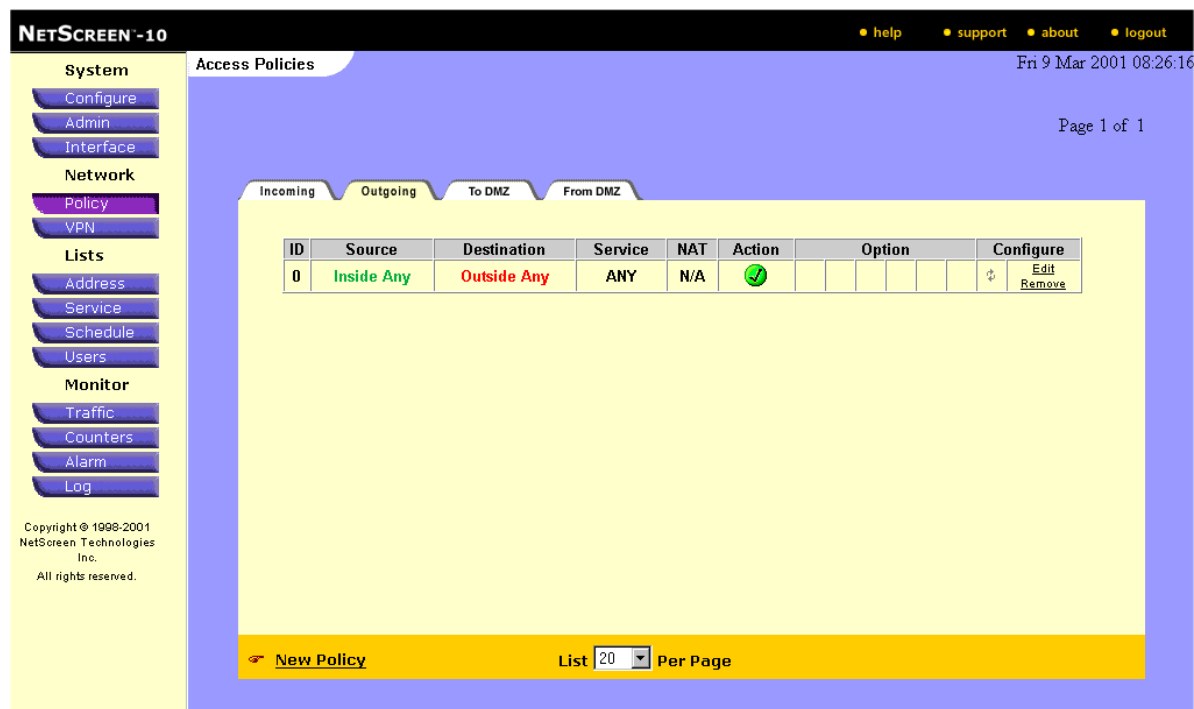 NETSCREEN™-10
help support about logout
System
Configure
Admin
Interface
Network
Policy
VPN
Lists
Address
Service
Schedule
Users
Monitor
Traffic
Counters
Alarm
Log
Copyright © 1998-2001
NetScreen Technologies
Inc.
All rights reserved.
Access Policies
Fri 9 Mar 2001 08:26:16
Page 1 of 1
Incoming Outgoing To DMZ From DMZ
ID Source Destination Service NAT Action Option Configure
0 Inside Any Outside Any ANY N/A Edit
Remove
New Policy List 20 Per Page